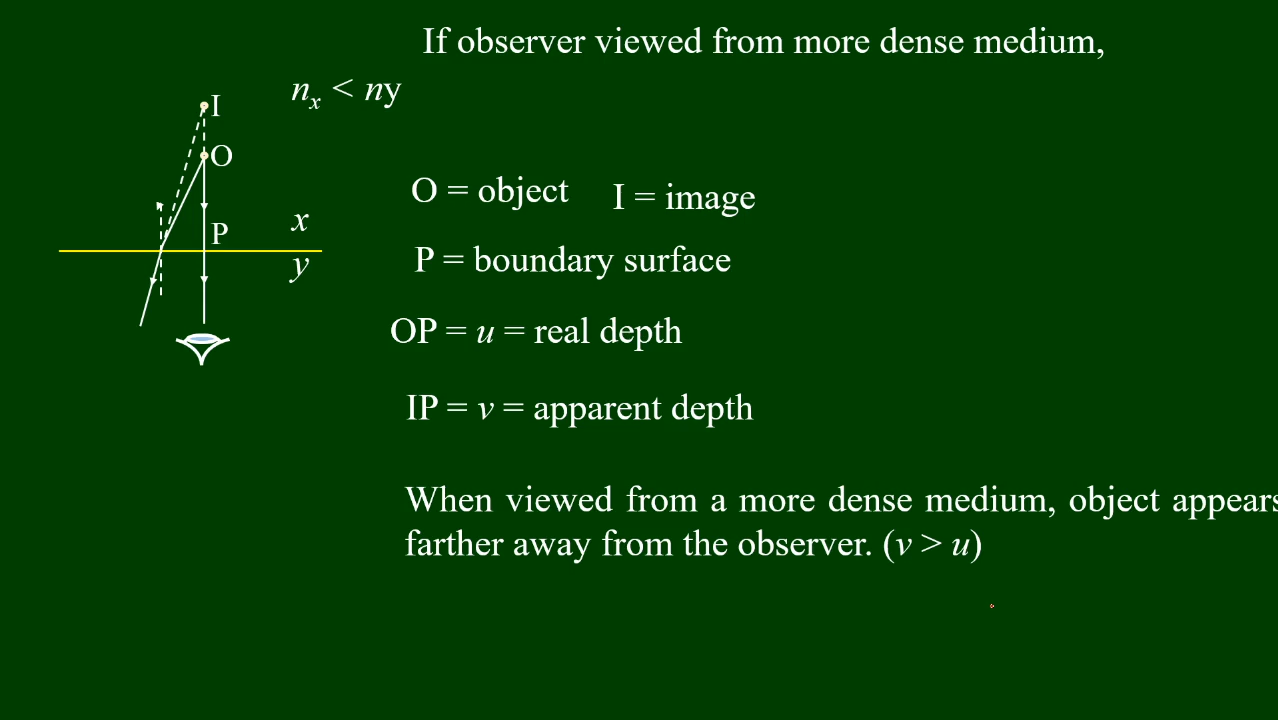 If observer viewed from more dense medium,
nx < ny
I
O
O = object I = image
x
P
y
P = boundary surface
OP = u = real depth
IP = v = apparent depth
When viewed from a more dense medium, object appears
farther away from the observer. (v > u)